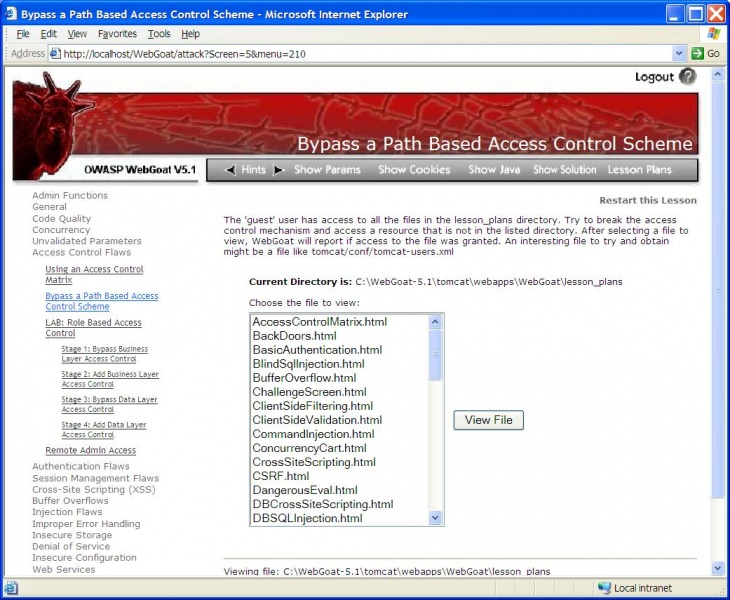 Bypass a Path Based Access Control Scheme - Microsoft Internet Explorer
File Edit View Favorites Tools Help
Address http://localhost/WebGoat/attack?Screen=5&menu=210 Go
Logout ?
Bypass a Path Based Access Control Scheme
OWASP WebGoat V5.1
Hints Show Params Show Cookies Show Java Show Solution Lesson Plans
Admin Functions
General
Code Quality
Concurrency
Unvalidated Parameters
Access Control Flaws
Using an Access Control
Matrix
Bypass a Path Based Access
Control Scheme
LAB: Role Based Access
Control
Stage 1: Bypass Business
Layer Access Control
Stage 2: Add Business Layer
Access Control
Stage 3: Bypass Data Layer
Access Control
Stage 4: Add Data Layer
Access Control
Remote Admin Access
Authentication Flaws
Session Management Flaws
Cross-Site Scripting (XSS)
Buffer Overflows
Injection Flaws
Improper Error Handling
Insecure Storage
Denial of Service
Insecure Configuration
Web Services
Restart this Lesson
The 'guest' user has access to all the files in the lesson_plans directory. Try to break the access
control mechanism and access a resource that is not in the listed directory. After selecting a file to
view, WebGoat will report if access to the file was granted. An interesting file to try and obtain
might be a file like tomcat/conf/tomcat-users.xml
Current Directory is: C:\WebGoat-5.1\tomcat\webapps\WebGoat\lesson_plans
Choose the file to view:
AccessControlMatrix.html
BackDoors.html
BasicAuthentication.html
BlindSqlInjection.html
BufferOverflow.html
ChallengeScreen.html
ClientSideFiltering.html
ClientSideValidation.html
CommandInjection.html
ConcurrencyCart.html
CrossSiteScripting.html
CSRF.html
DangerousEval.html
DBCrossSiteScripting.html
DBSQLInjection.html
View File
Viewing file: C:\WebGoat-5.1\tomcat\webapps\WebGoat\lesson_plans
Local intranet